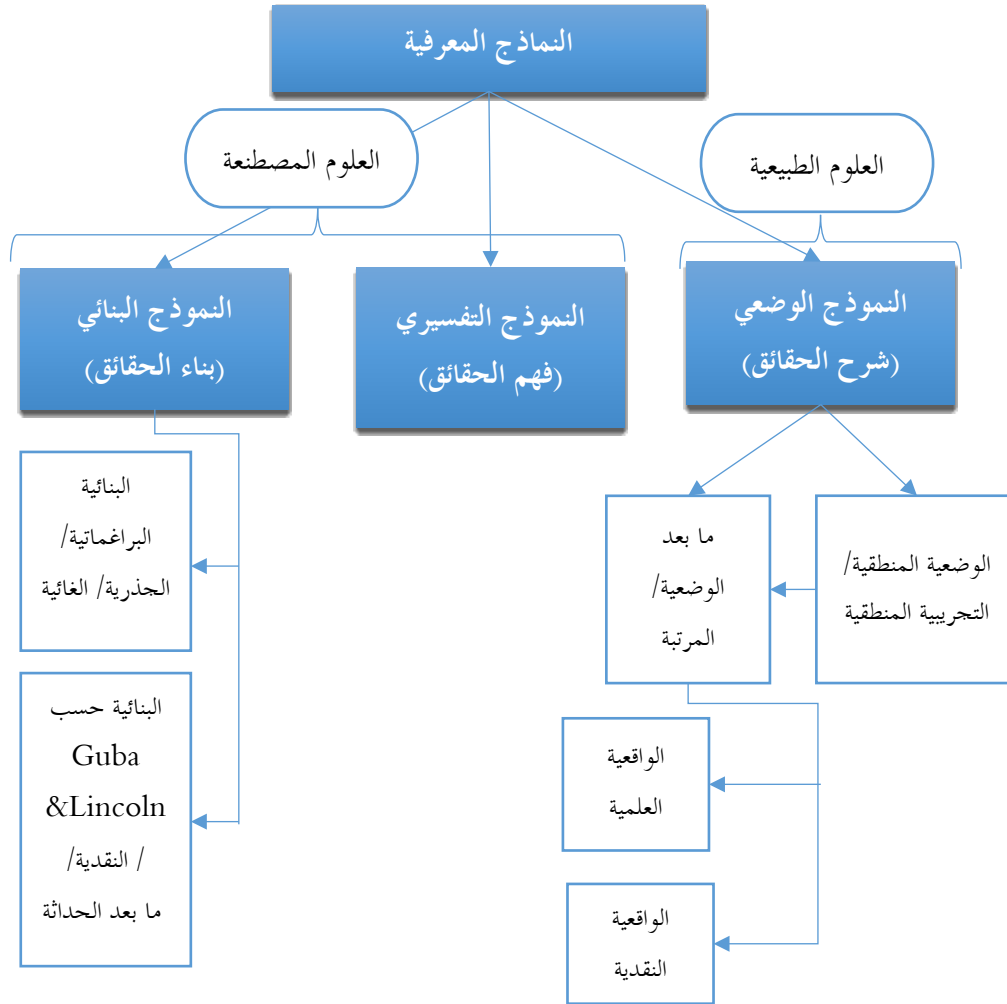 النماذج المعرفية
العلوم الطبيعية
العلوم المصطنعة
النموذج الوضعي
(شرح الحقائق)
النموذج التفسيري
(فهم الحقائق)
النموذج البنائي
(بناء الحقائق)
الوضعية المنطقية/
التجريبية المنطقية
ما بعد
الوضعية/
المرتبة
الواقعية
العلمية
الواقعية
النقدية
البنائية
البراغماتية/
الجذرية/ الغائية
البنائية حسب
Guba
&Lincoln
/ النقدية/
ما بعد الحداثة